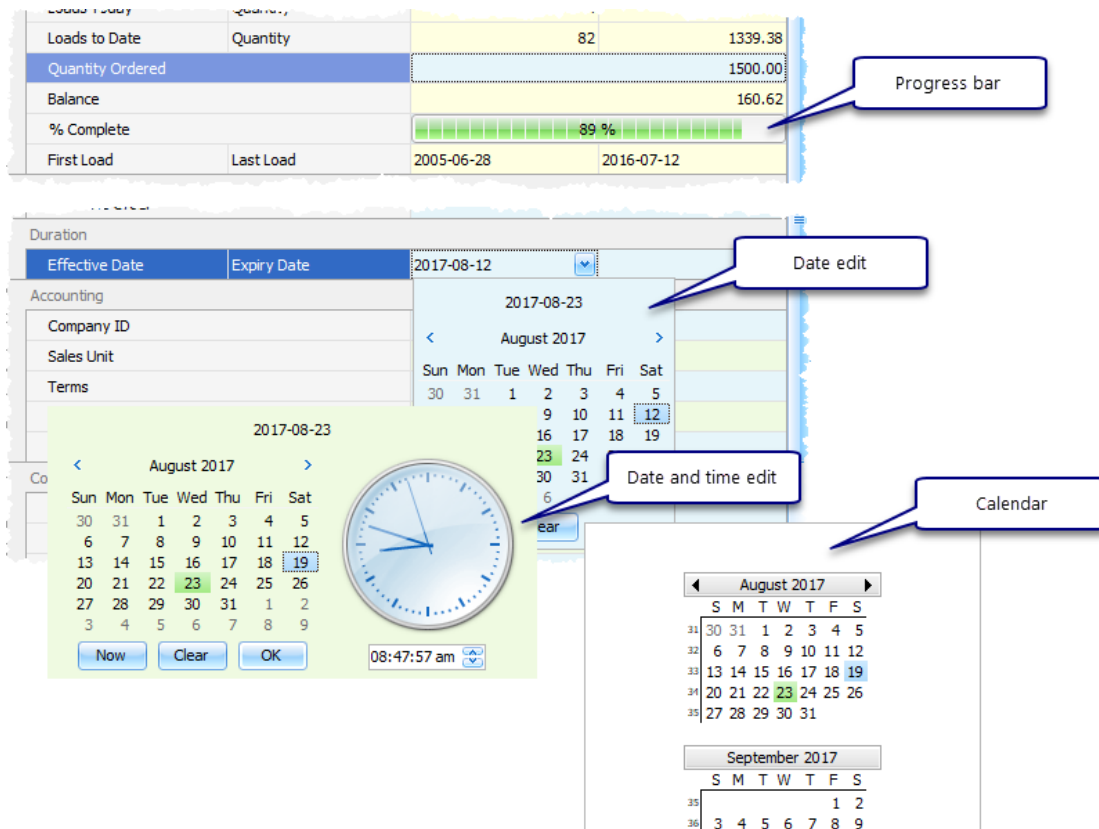 Loads to Date Quantity 82 1339.38
Quantity Ordered 1500.00
Balance 160.62
% Complete 89 %
First Load Last Load 2005-06-28 2016-07-12
Progress bar
Duration
Effective Date Expiry Date 2017-08-12
Date edit
Accounting
Company ID
Sales Unit
Terms
2017-08-23
August 2017
Sun Mon Tue Wed Thu Fri Sat
30 31 1 2 3 4 5
9 10 11 12
16 17 18 19
23 24
30 31
6
ear
Co
Date and time edit
2017-08-23
August 2017
Sun Mon Tue Wed Thu Fri Sat
30 31 1 2 3 4 5
6 7 8 9 10 11 12
13 14 15 16 17 18 19
20 21 22 23 24 25 26
27 28 29 30 31 1 2
3 4 5 6 7 8 9
Now Clear OK
08:47:57 am
Calendar
August 2017
S M T W T F S
31 30 31 1 2 3 4 5
32 6 7 8 9 10 11 12
33 13 14 15 16 17 18 19
34 20 21 22 23 24 25 26
35 27 28 29 30 31
September 2017
S M T W T F S
35 1 2
36 3 4 5 6 7 8 9